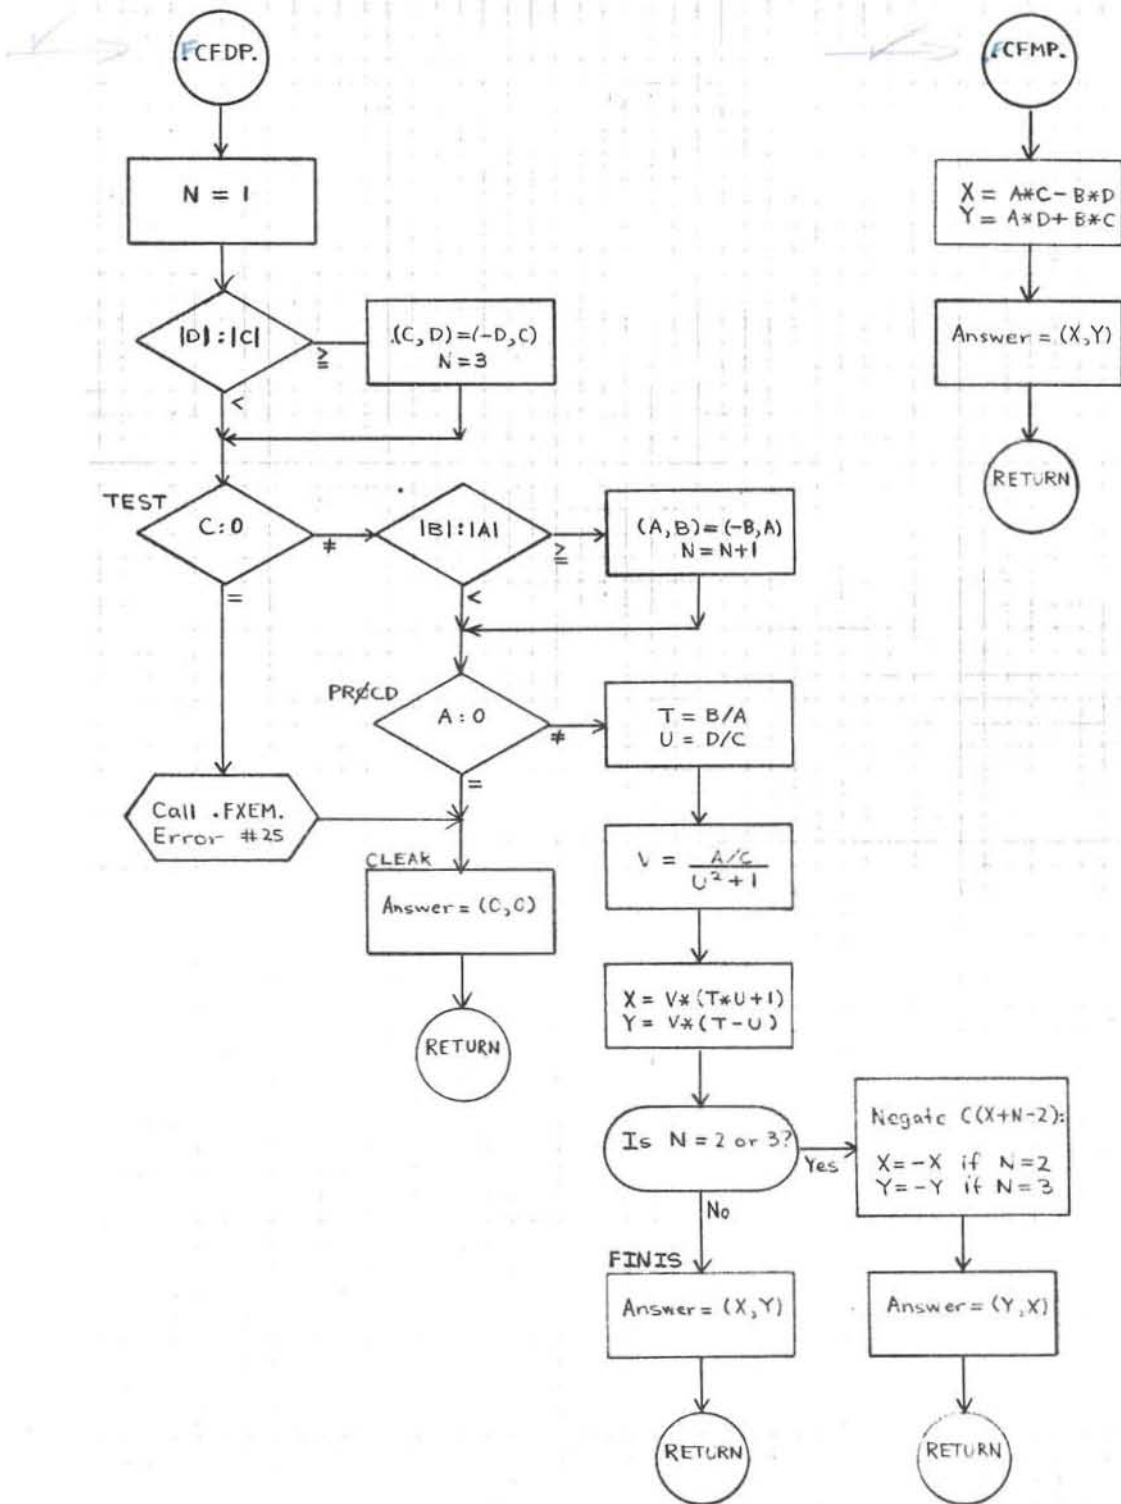 .FCFDP.
N = 1
|D| : |C|
≧
<
(C, D) = (-D, C)
N = 3
TEST
C : 0
≠
=
|B| : |A|
≧
<
(A, B) = (-B, A)
N = N+1
PRØCD
A : 0
≠
=
T = B/A
U = D/C
Call .FXEM.
Error #25
CLEAR
Answer = (0, 0)
RETURN
V = A/C
U² + 1
X = V*(T*U+1)
Y = V*(T-U)
Is N = 2 or 3?
Yes
No
Negate C(X+N-2):
X = -X if N=2
Y = -Y if N=3
FINIS
Answer = (X, Y)
RETURN
Answer = (Y, X)
RETURN
.FCFMP.
X = A*C - B*D
Y = A*D + B*C
Answer = (X, Y)
RETURN